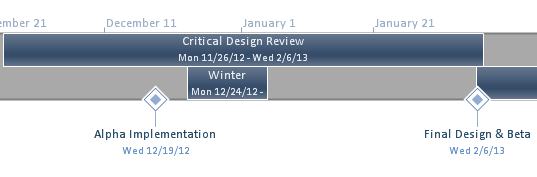 ember 21
December 11
January 1
January 21
Critical Design Review
Mon 11/26/12 - Wed 2/6/13
Winter
Mon 12/24/12 -
Alpha Implementation
Wed 12/19/12
Final Design & Beta
Wed 2/6/13